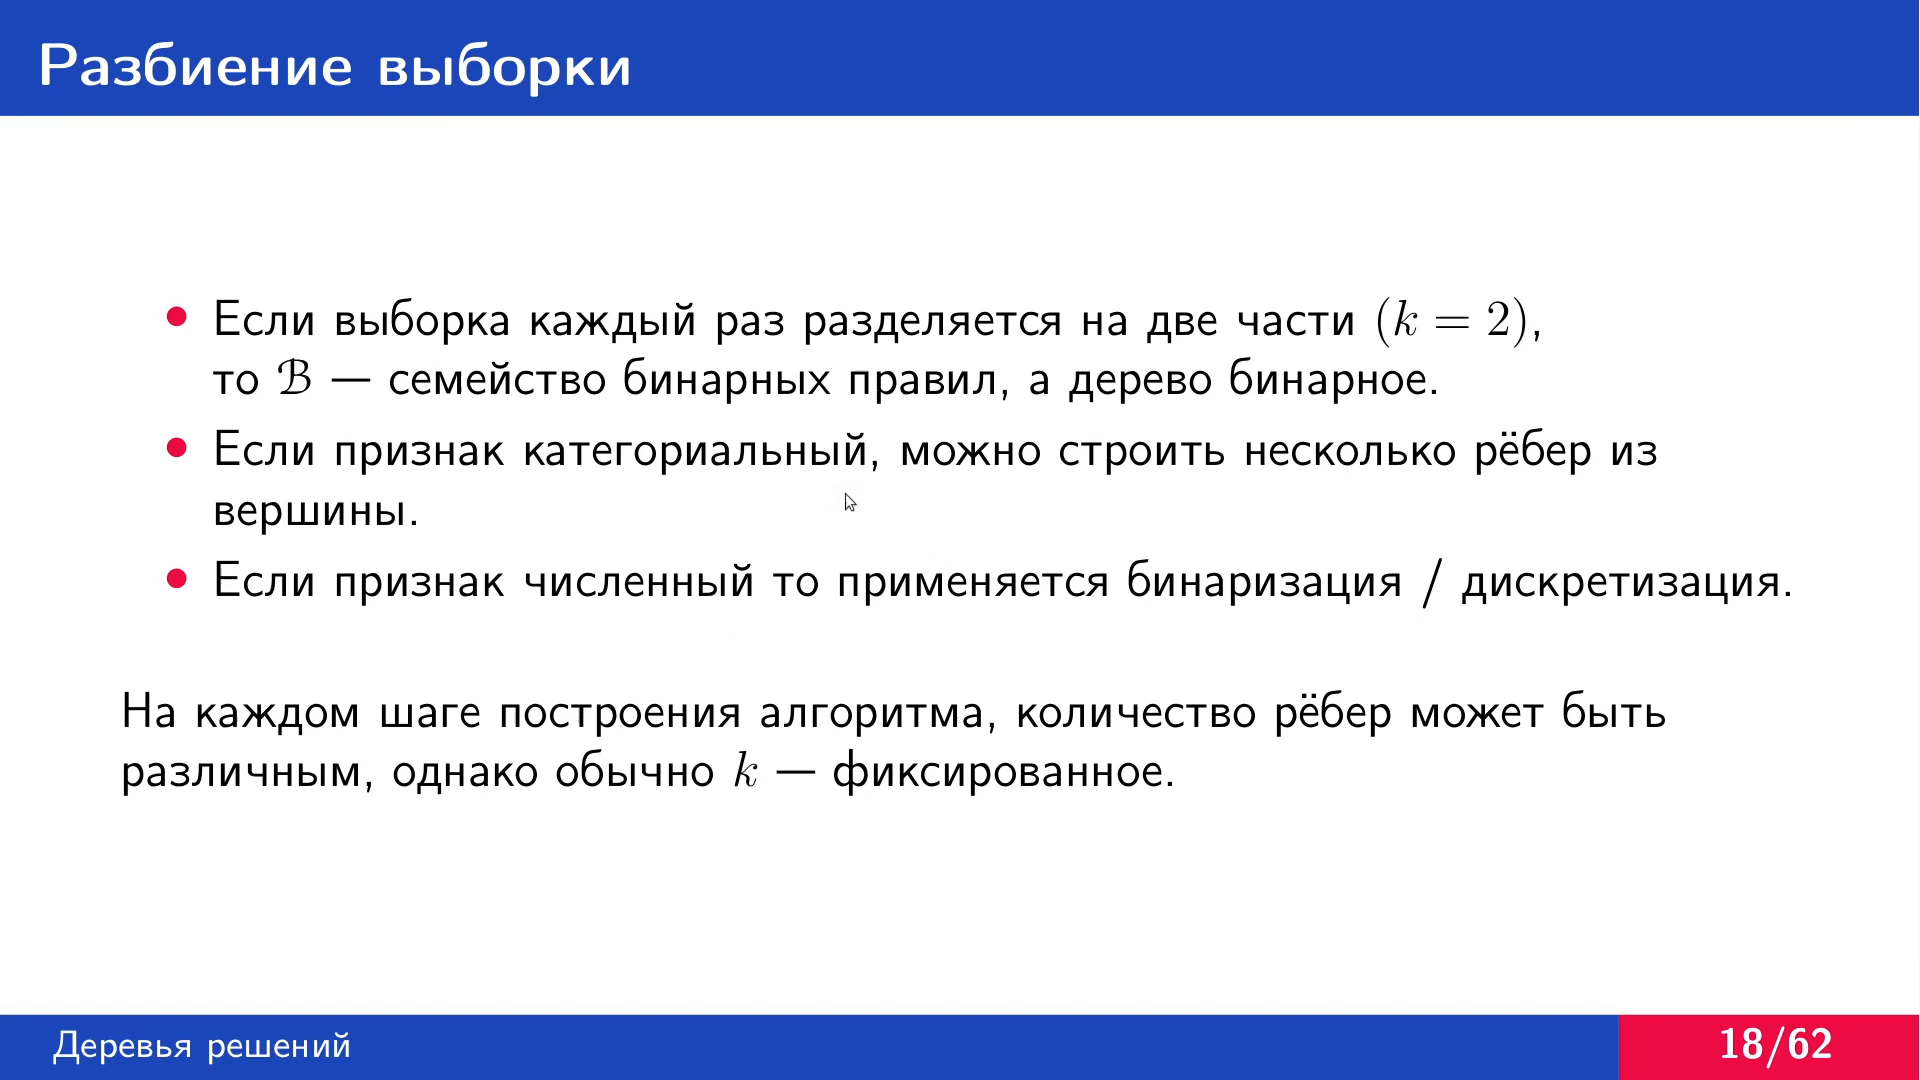 Разбиение выборки
• Если выборка каждый раз разделяется на две части (k = 2),
то ℬ — семейство бинарных правил, а дерево бинарное.
• Если признак категориальный, можно строить несколько рёбер из
вершины.
• Если признак численный то применяется бинаризация / дискретизация.
На каждом шаге построения алгоритма, количество рёбер может быть
различным, однако обычно k — фиксированное.
Деревья решений
18/62